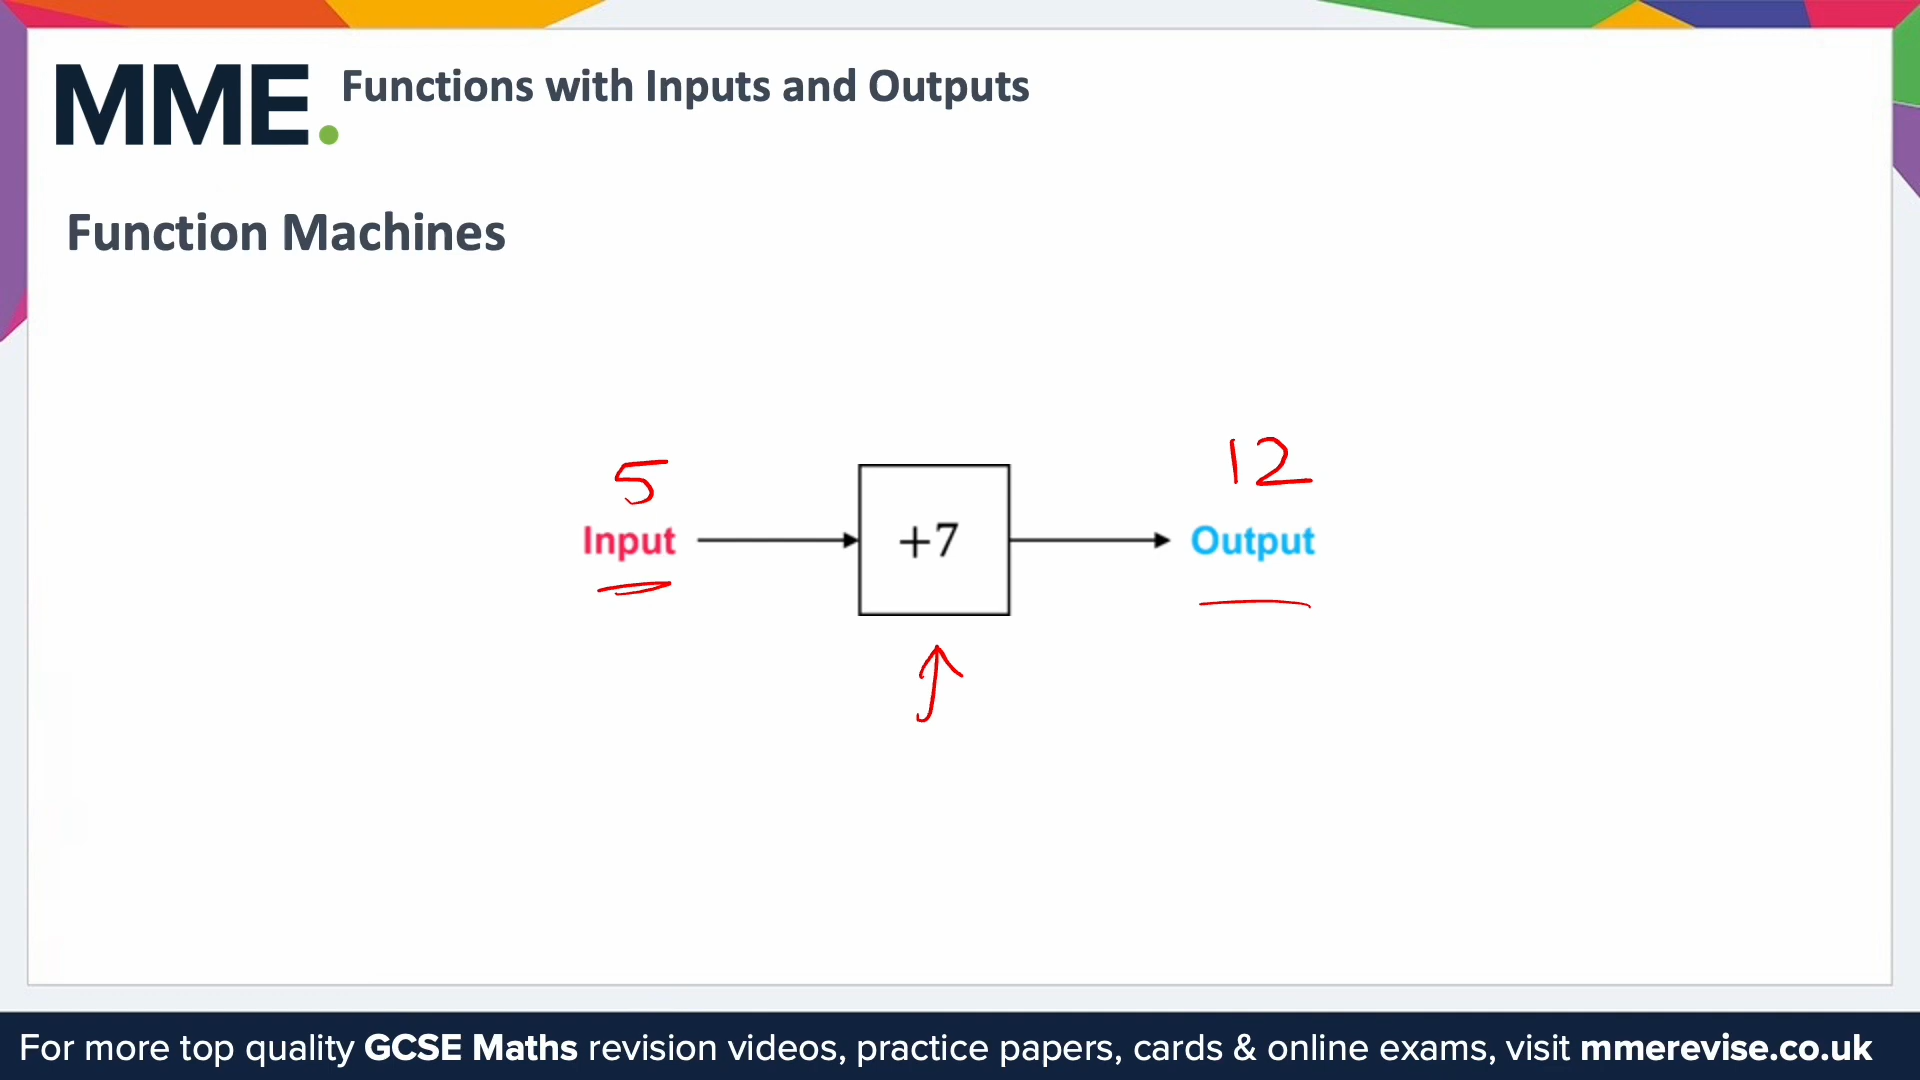 MME. Functions with Inputs and Outputs
Function Machines
5 12
Input +7 Output
For more top quality GCSE Maths revision videos, practice papers, cards & online exams, visit mmerevise.co.uk